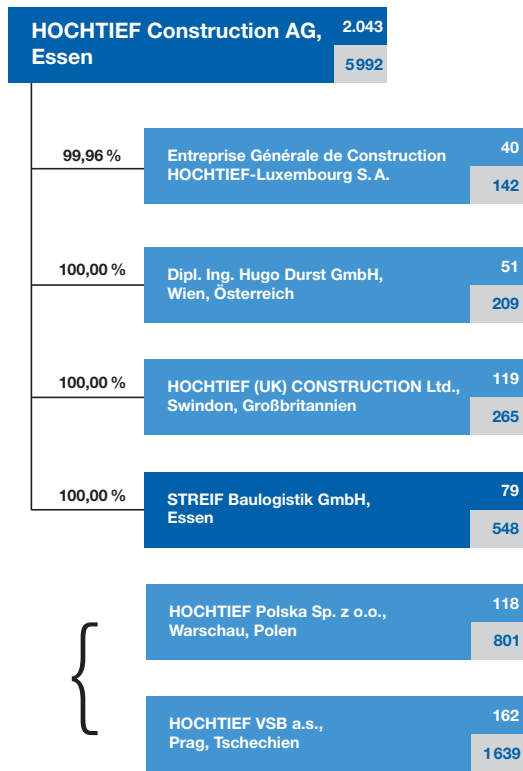 HOCHTIEF Construction AG,
Essen
2.043
5992
99,96 %
Entreprise Générale de Construction
HOCHTIEF-Luxembourg S. A.
40
142
100,00 %
Dipl. Ing. Hugo Durst GmbH,
Wien, Österreich
51
209
100,00 %
HOCHTIEF (UK) CONSTRUCTION Ltd.,
Swindon, Großbritannien
119
265
100,00 %
STREIF Baulogistik GmbH,
Essen
79
548
HOCHTIEF Polska Sp. z o.o.,
Warschau, Polen
118
801
HOCHTIEF VSB a.s.,
Prag, Tschechien
162
1639